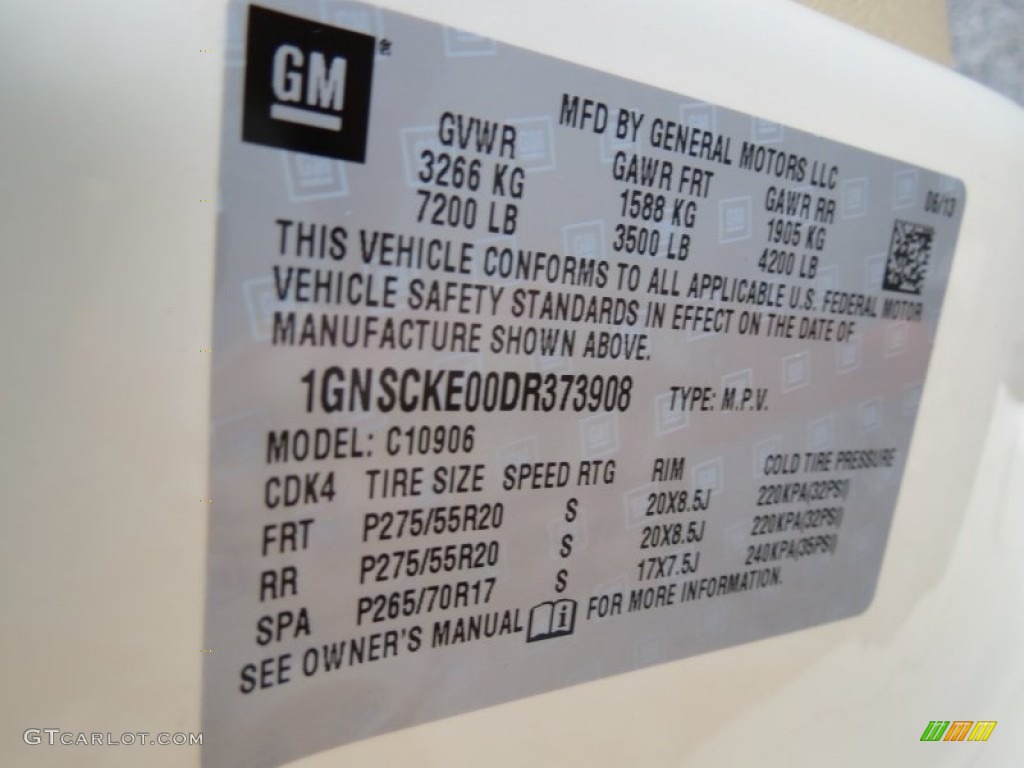 GM
MFD BY GENERAL MOTORS LLC
GVWR GAWR FRT GAWR RR 06/13
3266 KG 1588 KG 1905 KG
7200 LB 3500 LB 4200 LB
THIS VEHICLE CONFORMS TO ALL APPLICABLE U.S. FEDERAL MOTOR
VEHICLE SAFETY STANDARDS IN EFFECT ON THE DATE OF
MANUFACTURE SHOWN ABOVE.
1GNSCKE00DR373908 TYPE: M.P.V.
MODEL: C10906
CDK4 TIRE SIZE SPEED RTG RIM COLD TIRE PRESSURE
FRT P275/55R20 S 20X8.5J 220KPA(32PSI)
RR P275/55R20 S 20X8.5J 220KPA(32PSI)
SPA P265/70R17 S 17X7.5J 240KPA(35PSI)
SEE OWNER'S MANUAL i FOR MORE INFORMATION.
GTCARLOT.COM